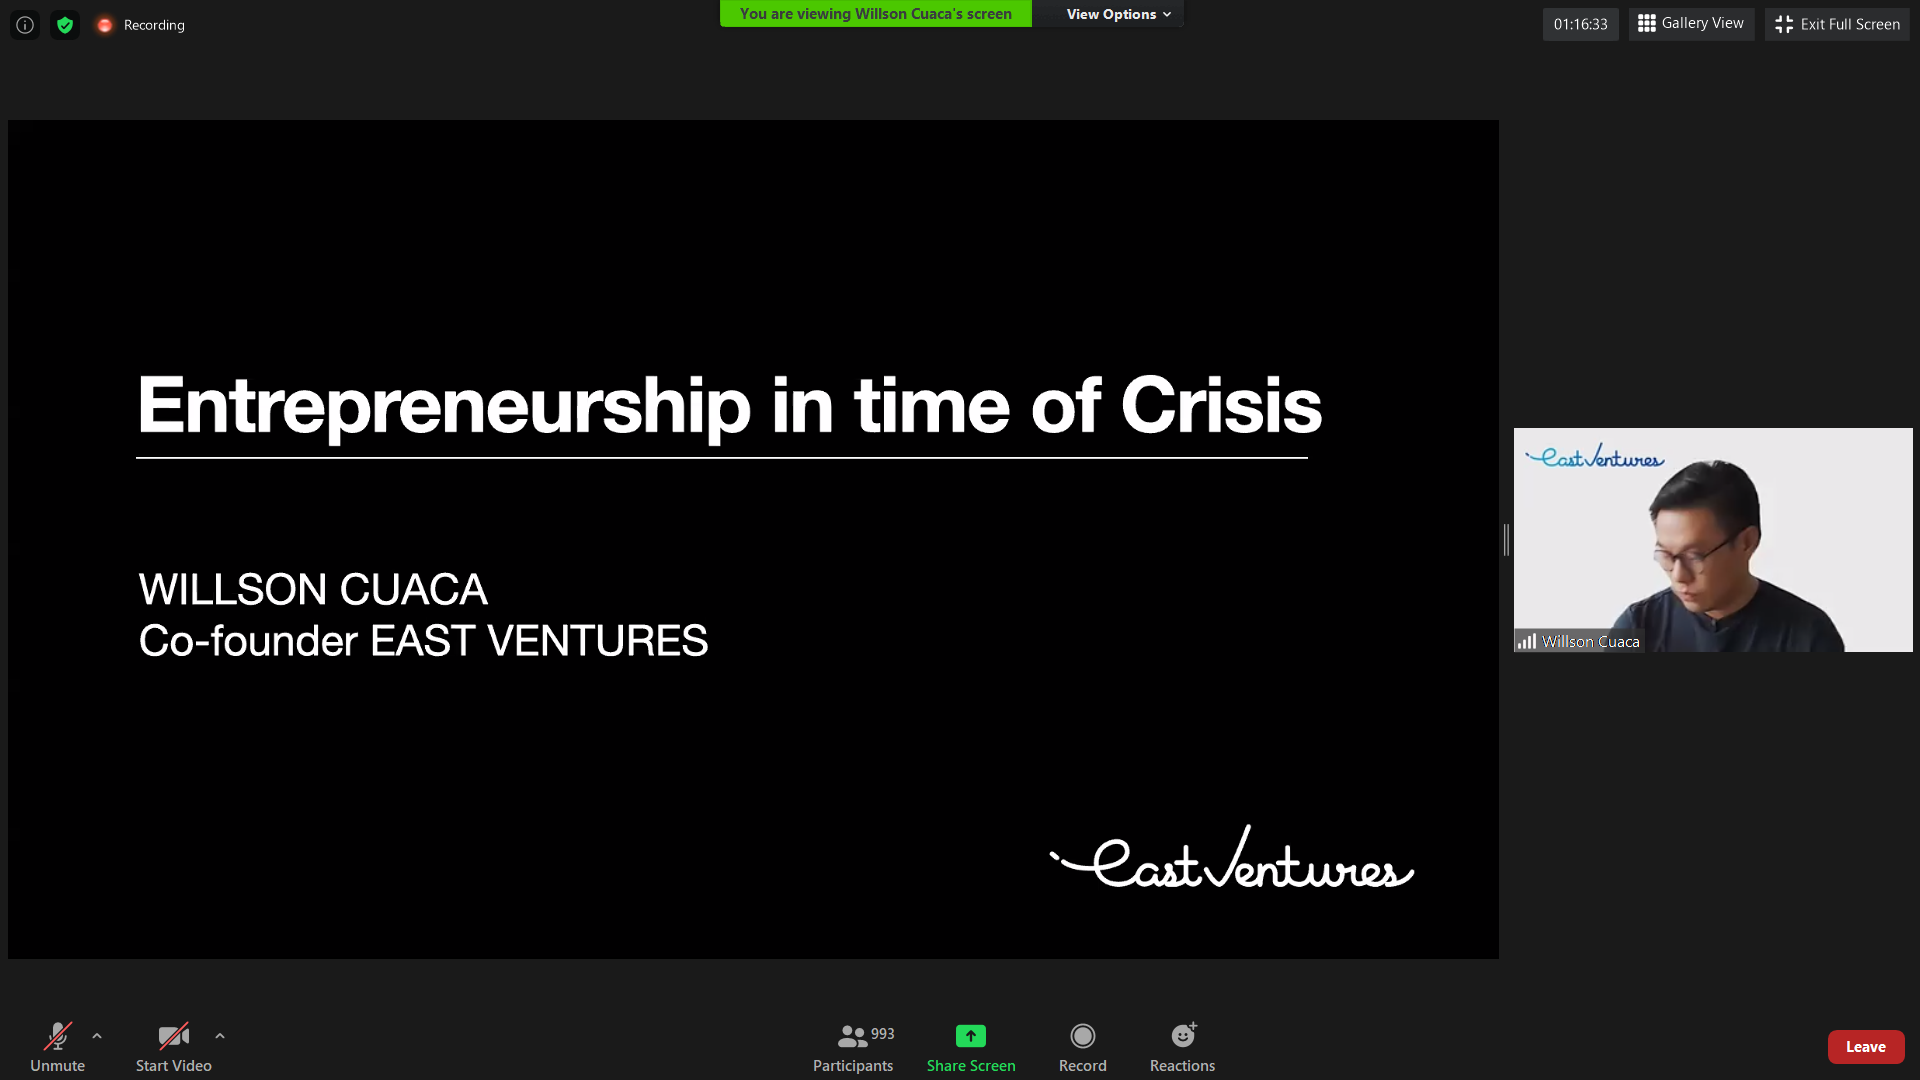 Recording
You are viewing Willson Cuaca's screen
View Options
01:16:33
Gallery View
Exit Full Screen
Entrepreneurship in time of Crisis
WILLSON CUACA
Co-founder EAST VENTURES
East Ventures
East Ventures
Willson Cuaca
Unmute
Start Video
993
Participants
Share Screen
Record
Reactions
Leave